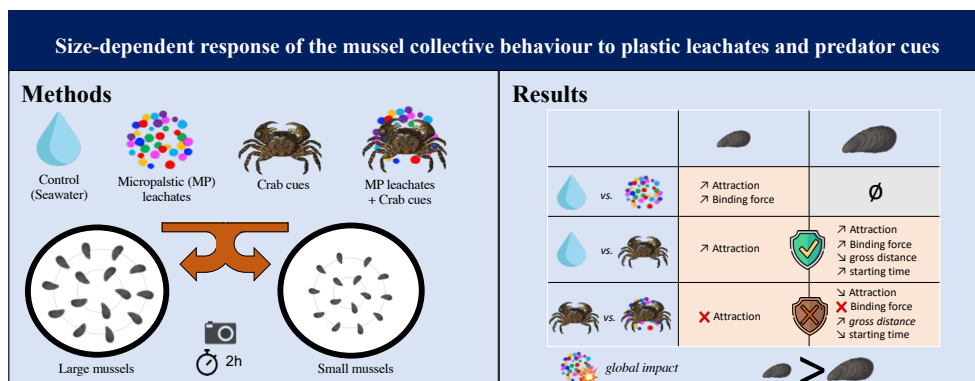 Size-dependent response of the mussel collective behaviour to plastic leachates and predator cues
Methods
Control
(Seawater)
Micropalstic (MP)
leachates
Crab cues
MP leachates
+ Crab cues
Large mussels
2h
Small mussels
Results
vs.
↗ Attraction
↗ Binding force
Ø
vs.
↗ Attraction
↗ Attraction
↗ Binding force
↘ gross distance
↗ starting time
vs.
❌ Attraction
↘ Attraction
❌ Binding force
↗ gross distance
↘ starting time
global impact
>